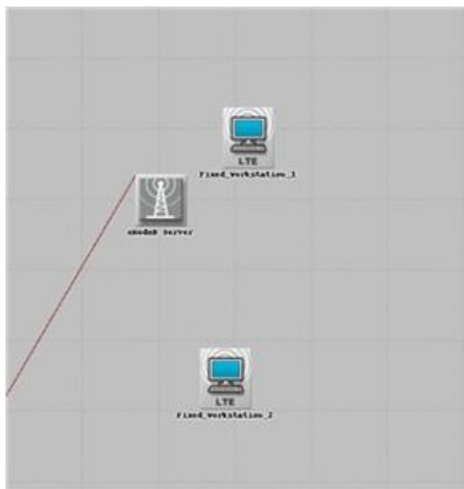 LTE
Fixed_Workstation_1
eNodeB Server
LTE
Fixed_Workstation_2